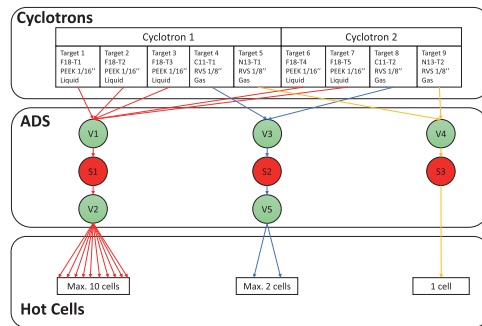 Cyclotrons
Cyclotron 1
Cyclotron 2
Target 1
F18-T1
PEEK 1/16''
Liquid
Target 2
F18-T2
PEEK 1/16''
Liquid
Target 3
F18-T3
PEEK 1/16''
Liquid
Target 4
C11-T1
RVS 1/8''
Gas
Target 5
N13-T1
RVS 1/8''
Gas
Target 6
F18-T4
PEEK 1/16''
Liquid
Target 7
F18-T5
PEEK 1/16''
Liquid
Target 8
C11-T2
RVS 1/8''
Gas
Target 9
N13-T2
RVS 1/8''
Gas
ADS
V1
V3
V4
S1
S2
S3
V2
V5
Max. 10 cells
Max. 2 cells
1 cell
Hot Cells